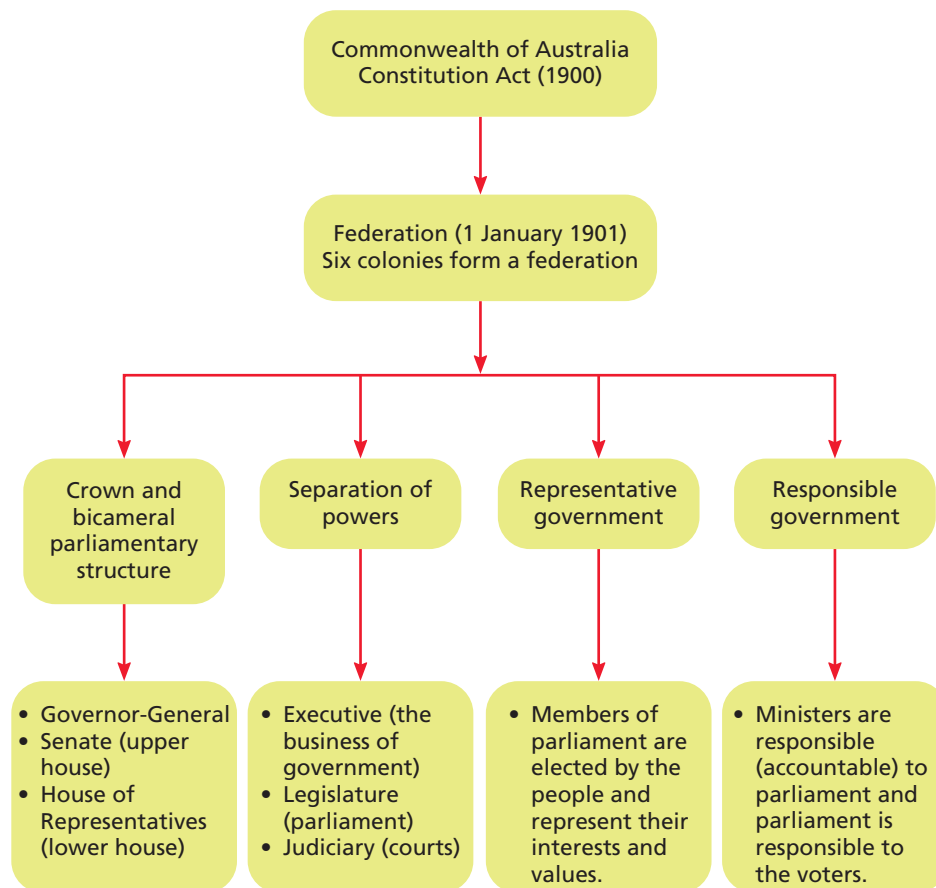 Commonwealth of Australia
Constitution Act (1900)
Federation (1 January 1901)
Six colonies form a federation
Crown and
bicameral
parliamentary
structure
Separation of
powers
Representative
government
Responsible
government
• Governor-General
• Senate (upper
house)
• House of
Representatives
(lower house)
• Executive (the
business of
government)
• Legislature
(parliament)
• Judiciary (courts)
• Members of
parliament are
elected by the
people and
represent their
interests and
values.
• Ministers are
responsible
(accountable) to
parliament and
parliament is
responsible to
the voters.